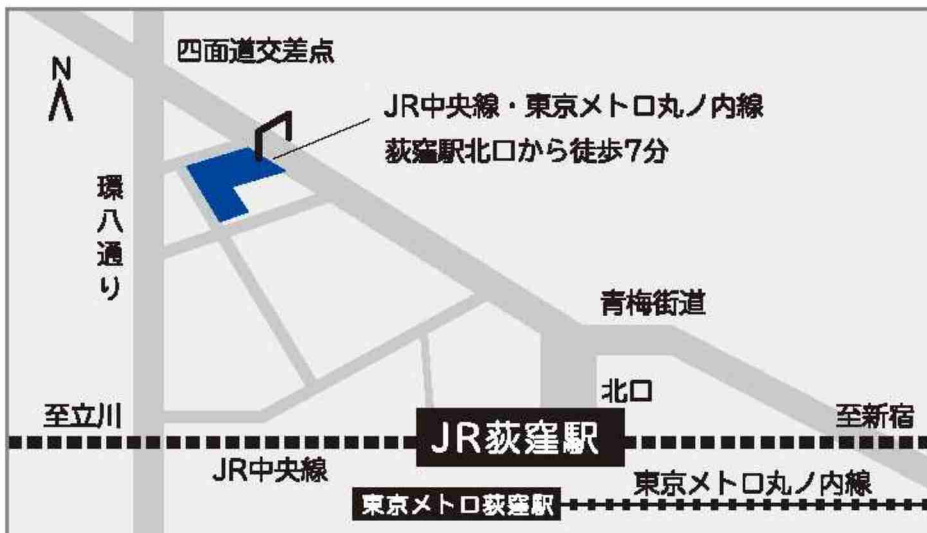 四面道交差点
N
JR中央線・東京メトロ丸ノ内線
荻窪駅北口から徒歩7分
環八通り
青梅街道
北口
至立川
至新宿
JR荻窪駅
JR中央線
東京メトロ丸ノ内線
東京メトロ荻窪駅